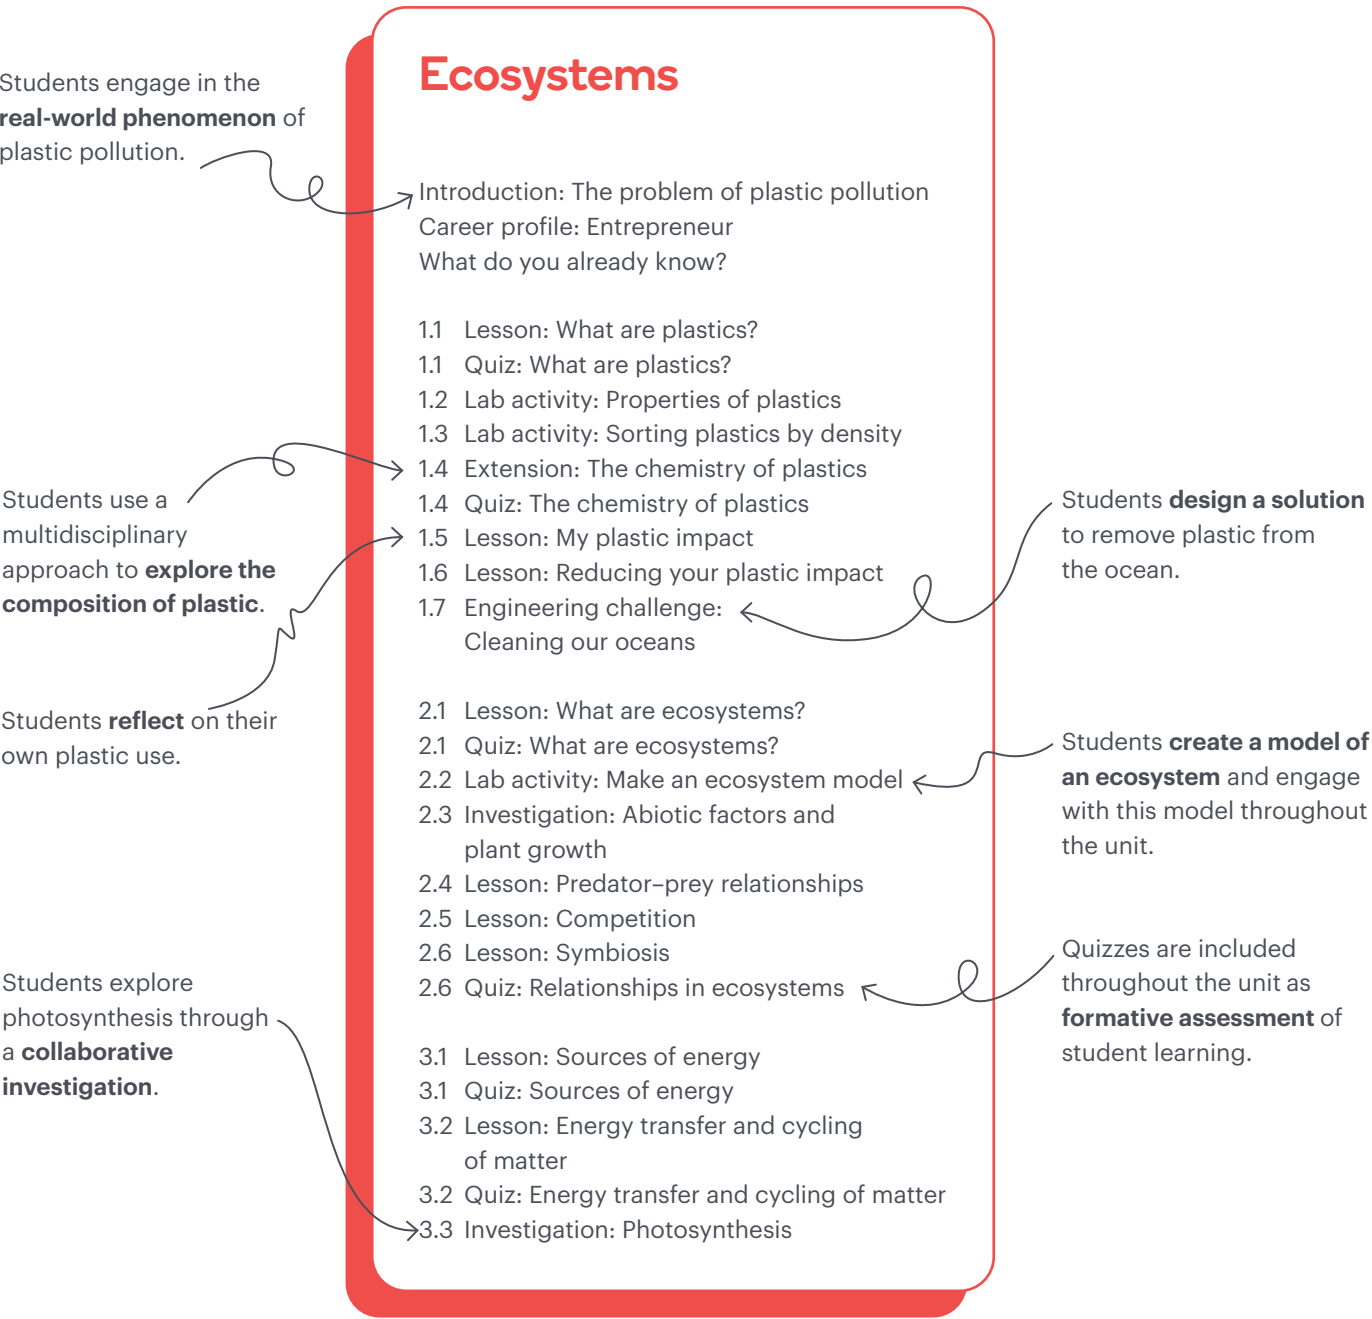 Ecosystems
Students engage in the
real-world phenomenon of
plastic pollution.
Introduction: The problem of plastic pollution
Career profile: Entrepreneur
What do you already know?
1.1 Lesson: What are plastics?
1.1 Quiz: What are plastics?
1.2 Lab activity: Properties of plastics
1.3 Lab activity: Sorting plastics by density
1.4 Extension: The chemistry of plastics
1.4 Quiz: The chemistry of plastics
1.5 Lesson: My plastic impact
1.6 Lesson: Reducing your plastic impact
1.7 Engineering challenge:
Cleaning our oceans
Students use a
multidisciplinary
approach to explore the
composition of plastic.
Students reflect on their
own plastic use.
Students design a solution
to remove plastic from
the ocean.
2.1 Lesson: What are ecosystems?
2.1 Quiz: What are ecosystems?
2.2 Lab activity: Make an ecosystem model
2.3 Investigation: Abiotic factors and
plant growth
2.4 Lesson: Predator–prey relationships
2.5 Lesson: Competition
2.6 Lesson: Symbiosis
2.6 Quiz: Relationships in ecosystems
Students create a model of
an ecosystem and engage
with this model throughout
the unit.
Quizzes are included
throughout the unit as
formative assessment of
student learning.
Students explore
photosynthesis through
a collaborative
investigation.
3.1 Lesson: Sources of energy
3.1 Quiz: Sources of energy
3.2 Lesson: Energy transfer and cycling
of matter
3.2 Quiz: Energy transfer and cycling of matter
3.3 Investigation: Photosynthesis